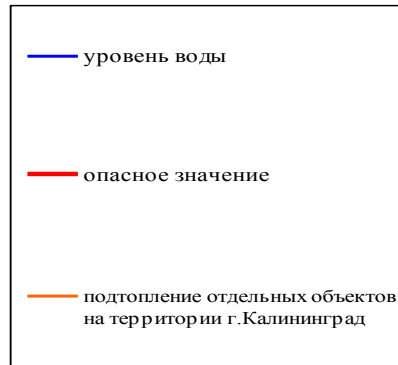 уровень воды
опасное значение
подтопление отдельных объектов
на территории г.Калининград